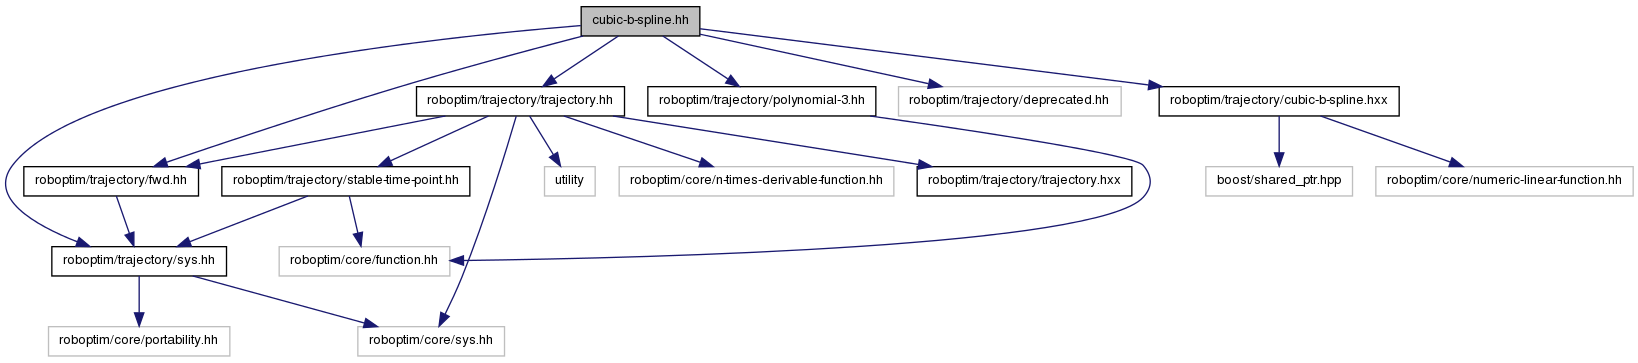 cubic-b-spline.hh
roboptim/trajectory/trajectory.hh
roboptim/trajectory/polynomial-3.hh
roboptim/trajectory/deprecated.hh
roboptim/trajectory/cubic-b-spline.hxx
roboptim/trajectory/fwd.hh
roboptim/trajectory/stable-time-point.hh
utility
roboptim/core/n-times-derivable-function.hh
roboptim/trajectory/trajectory.hxx
boost/shared_ptr.hpp
roboptim/core/numeric-linear-function.hh
roboptim/trajectory/sys.hh
roboptim/core/function.hh
roboptim/core/portability.hh
roboptim/core/sys.hh